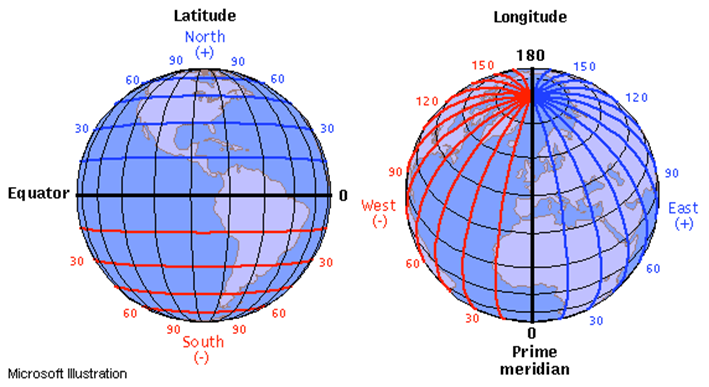 Latitude
North
(+)
90 90
60 60
30 30
Equator 0
30 30
60 60
90 90
South
(-)
Longitude
180
150 150
120 120
90 90
West
(-)
East
(+)
60 60
30 30
0
Prime
meridian
Microsoft Illustration